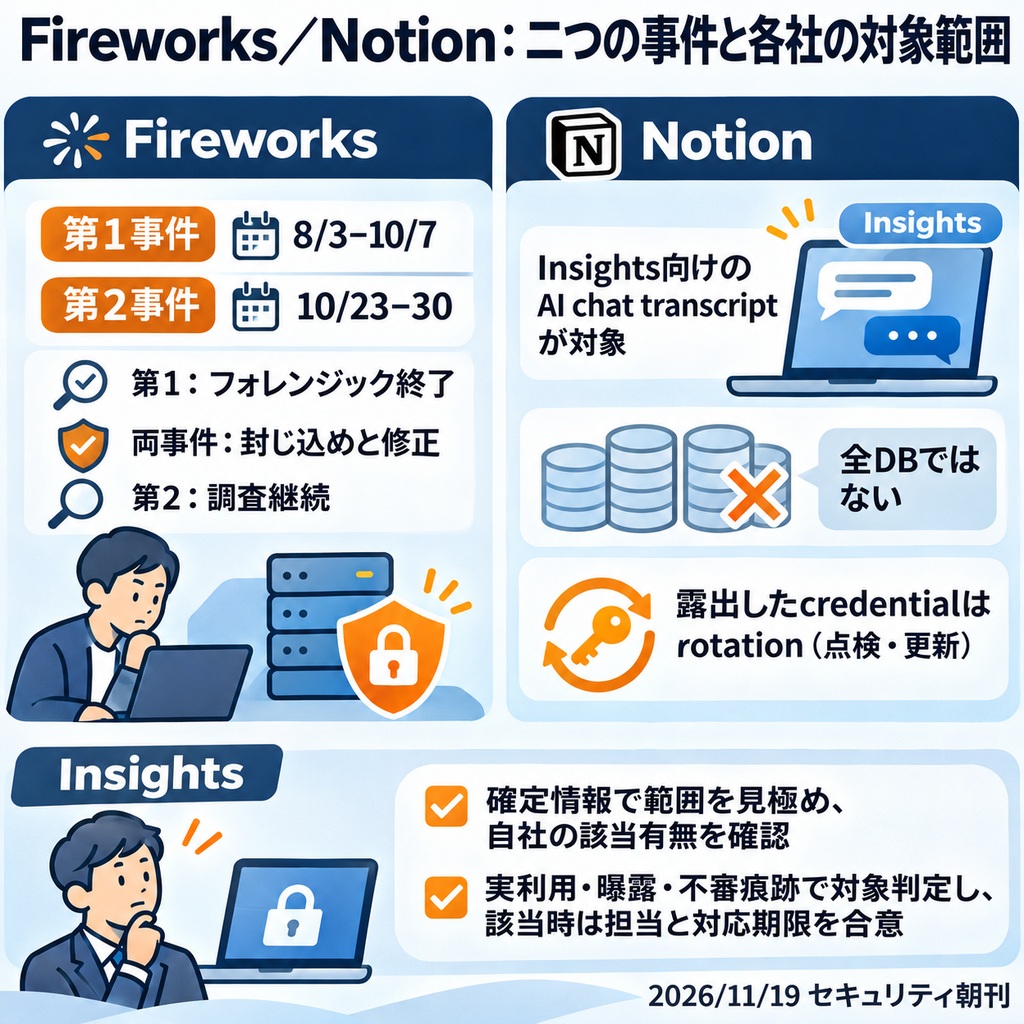 Fireworks／Notion：二つの事件と各社の対象範囲
Fireworks
第1事件
8/3–10/7
第2事件
10/23–30
第1：フォレンジック終了
両事件：封じ込めと修正
第2：調査継続
N
Notion
Insights
Insights向けの
AI chat transcript
が対象
全DBでは
ない
露出したcredentialは
rotation（点検・更新）
Insights
確定情報で範囲を見極め、
自社の該当有無を確認
実利用・曝露・不審痕跡で対象判定し、
該当時は担当と対応期限を合意
2026/11/19 セキュリティ朝刊